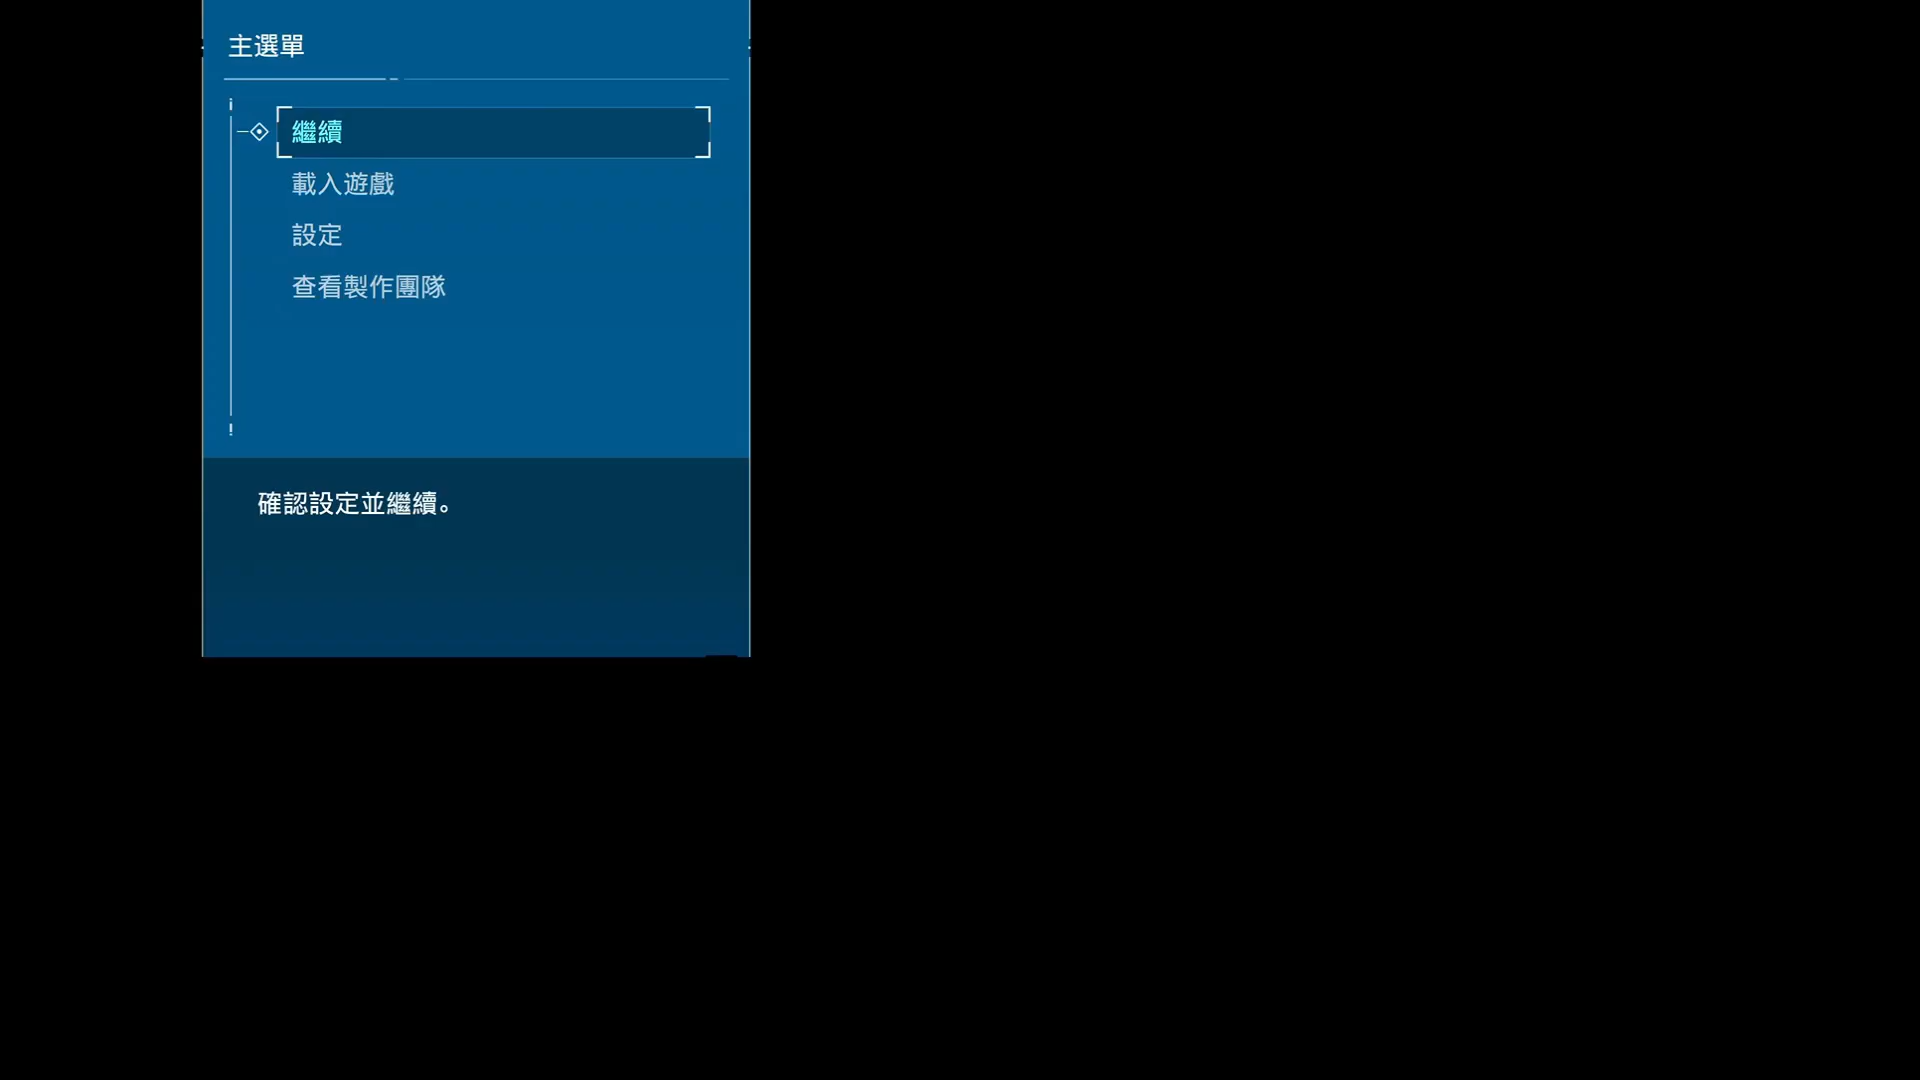 主選單
繼續
載入遊戲
設定
查看製作團隊
確認設定並繼續。